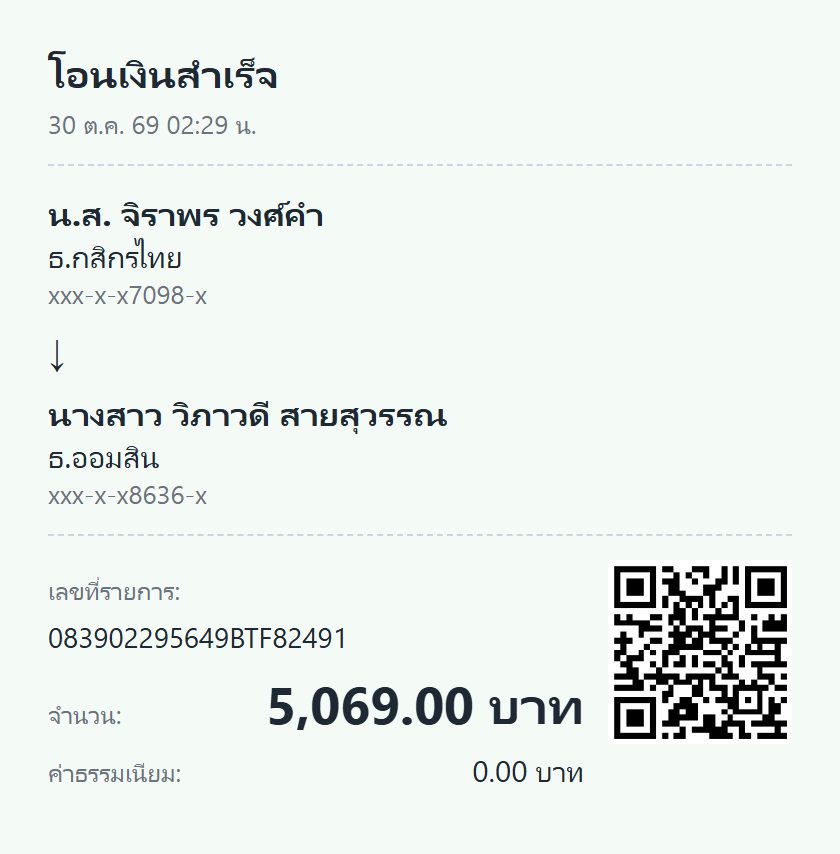 โอนเงินสำเร็จ
30 ต.ค. 69 02:29 น.
น.ส. จิราพร วงศ์คำ
ธ.กสิกรไทย
xxx-x-x7098-x
↓
นางสาว วิภาวดี สายสุวรรณ
ธ.ออมสิน
xxx-x-x8636-x
เลขที่รายการ:
083902295649BTF82491
จำนวน: 5,069.00 บาท
ค่าธรรมเนียม: 0.00 บาท